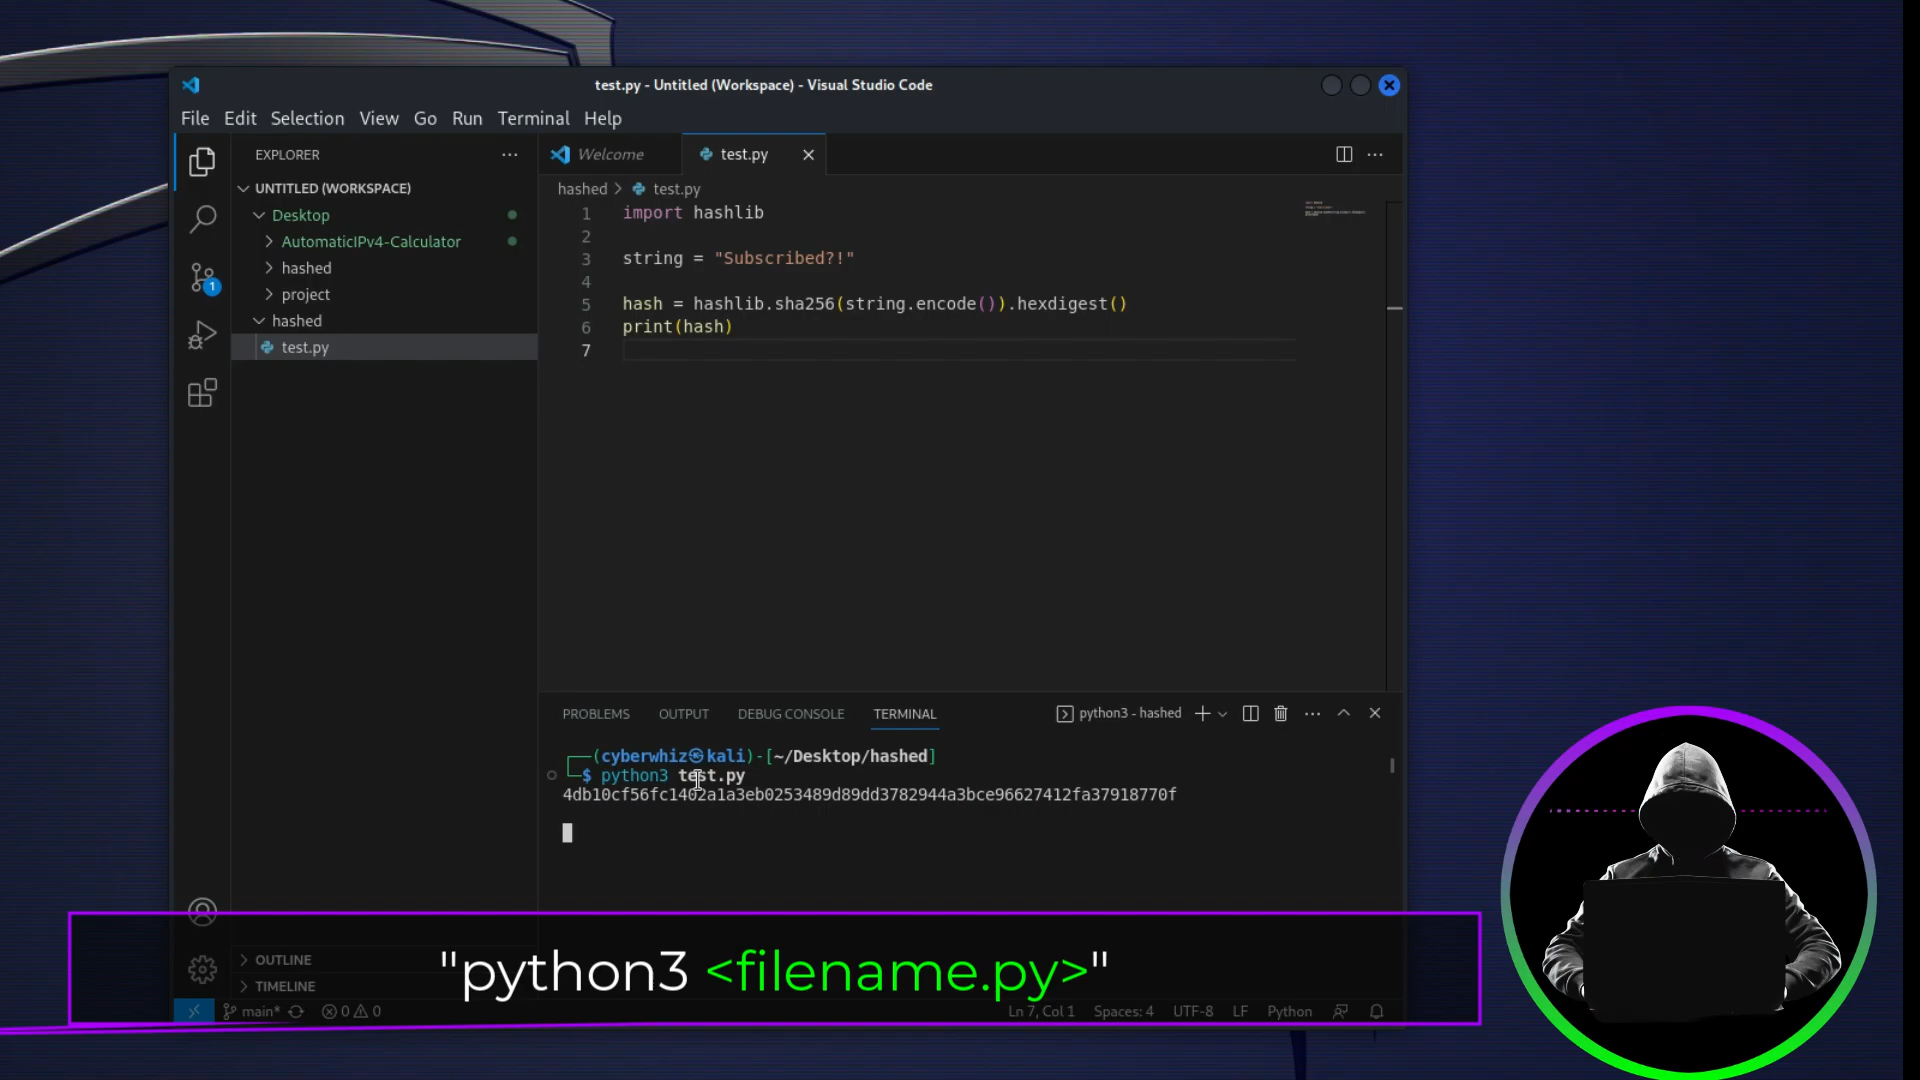 test.py - Untitled (Workspace) - Visual Studio Code
File Edit Selection View Go Run Terminal Help
EXPLORER
UNTITLED (WORKSPACE)
Desktop
AutomaticIPv4-Calculator
hashed
project
hashed
test.py
OUTLINE
TIMELINE
1
Welcome
test.py
hashed > test.py
1 import hashlib
2
3 string = "Subscribed?!"
4
5 hash = hashlib.sha256(string.encode()).hexdigest()
6 print(hash)
7
PROBLEMS OUTPUT DEBUG CONSOLE TERMINAL
python3 - hashed
(cyberwhiz㉿kali)-[~/Desktop/hashed]
$ python3 test.py
4db10cf56fc1402a1a3eb0253489d89dd3782944a3bce96627412fa37918770f
"python3 <filename.py>"
main* 0 0
Ln 7, Col 1 Spaces: 4 UTF-8 LF Python